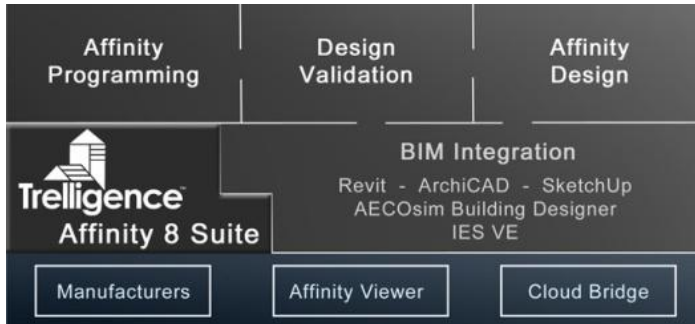 Affinity
Programming
Design
Validation
Affinity
Design
Trelligence™
Affinity 8 Suite
BIM Integration
Revit - ArchiCAD - SketchUp
AECOsim Building Designer
IES VE
Manufacturers
Affinity Viewer
Cloud Bridge